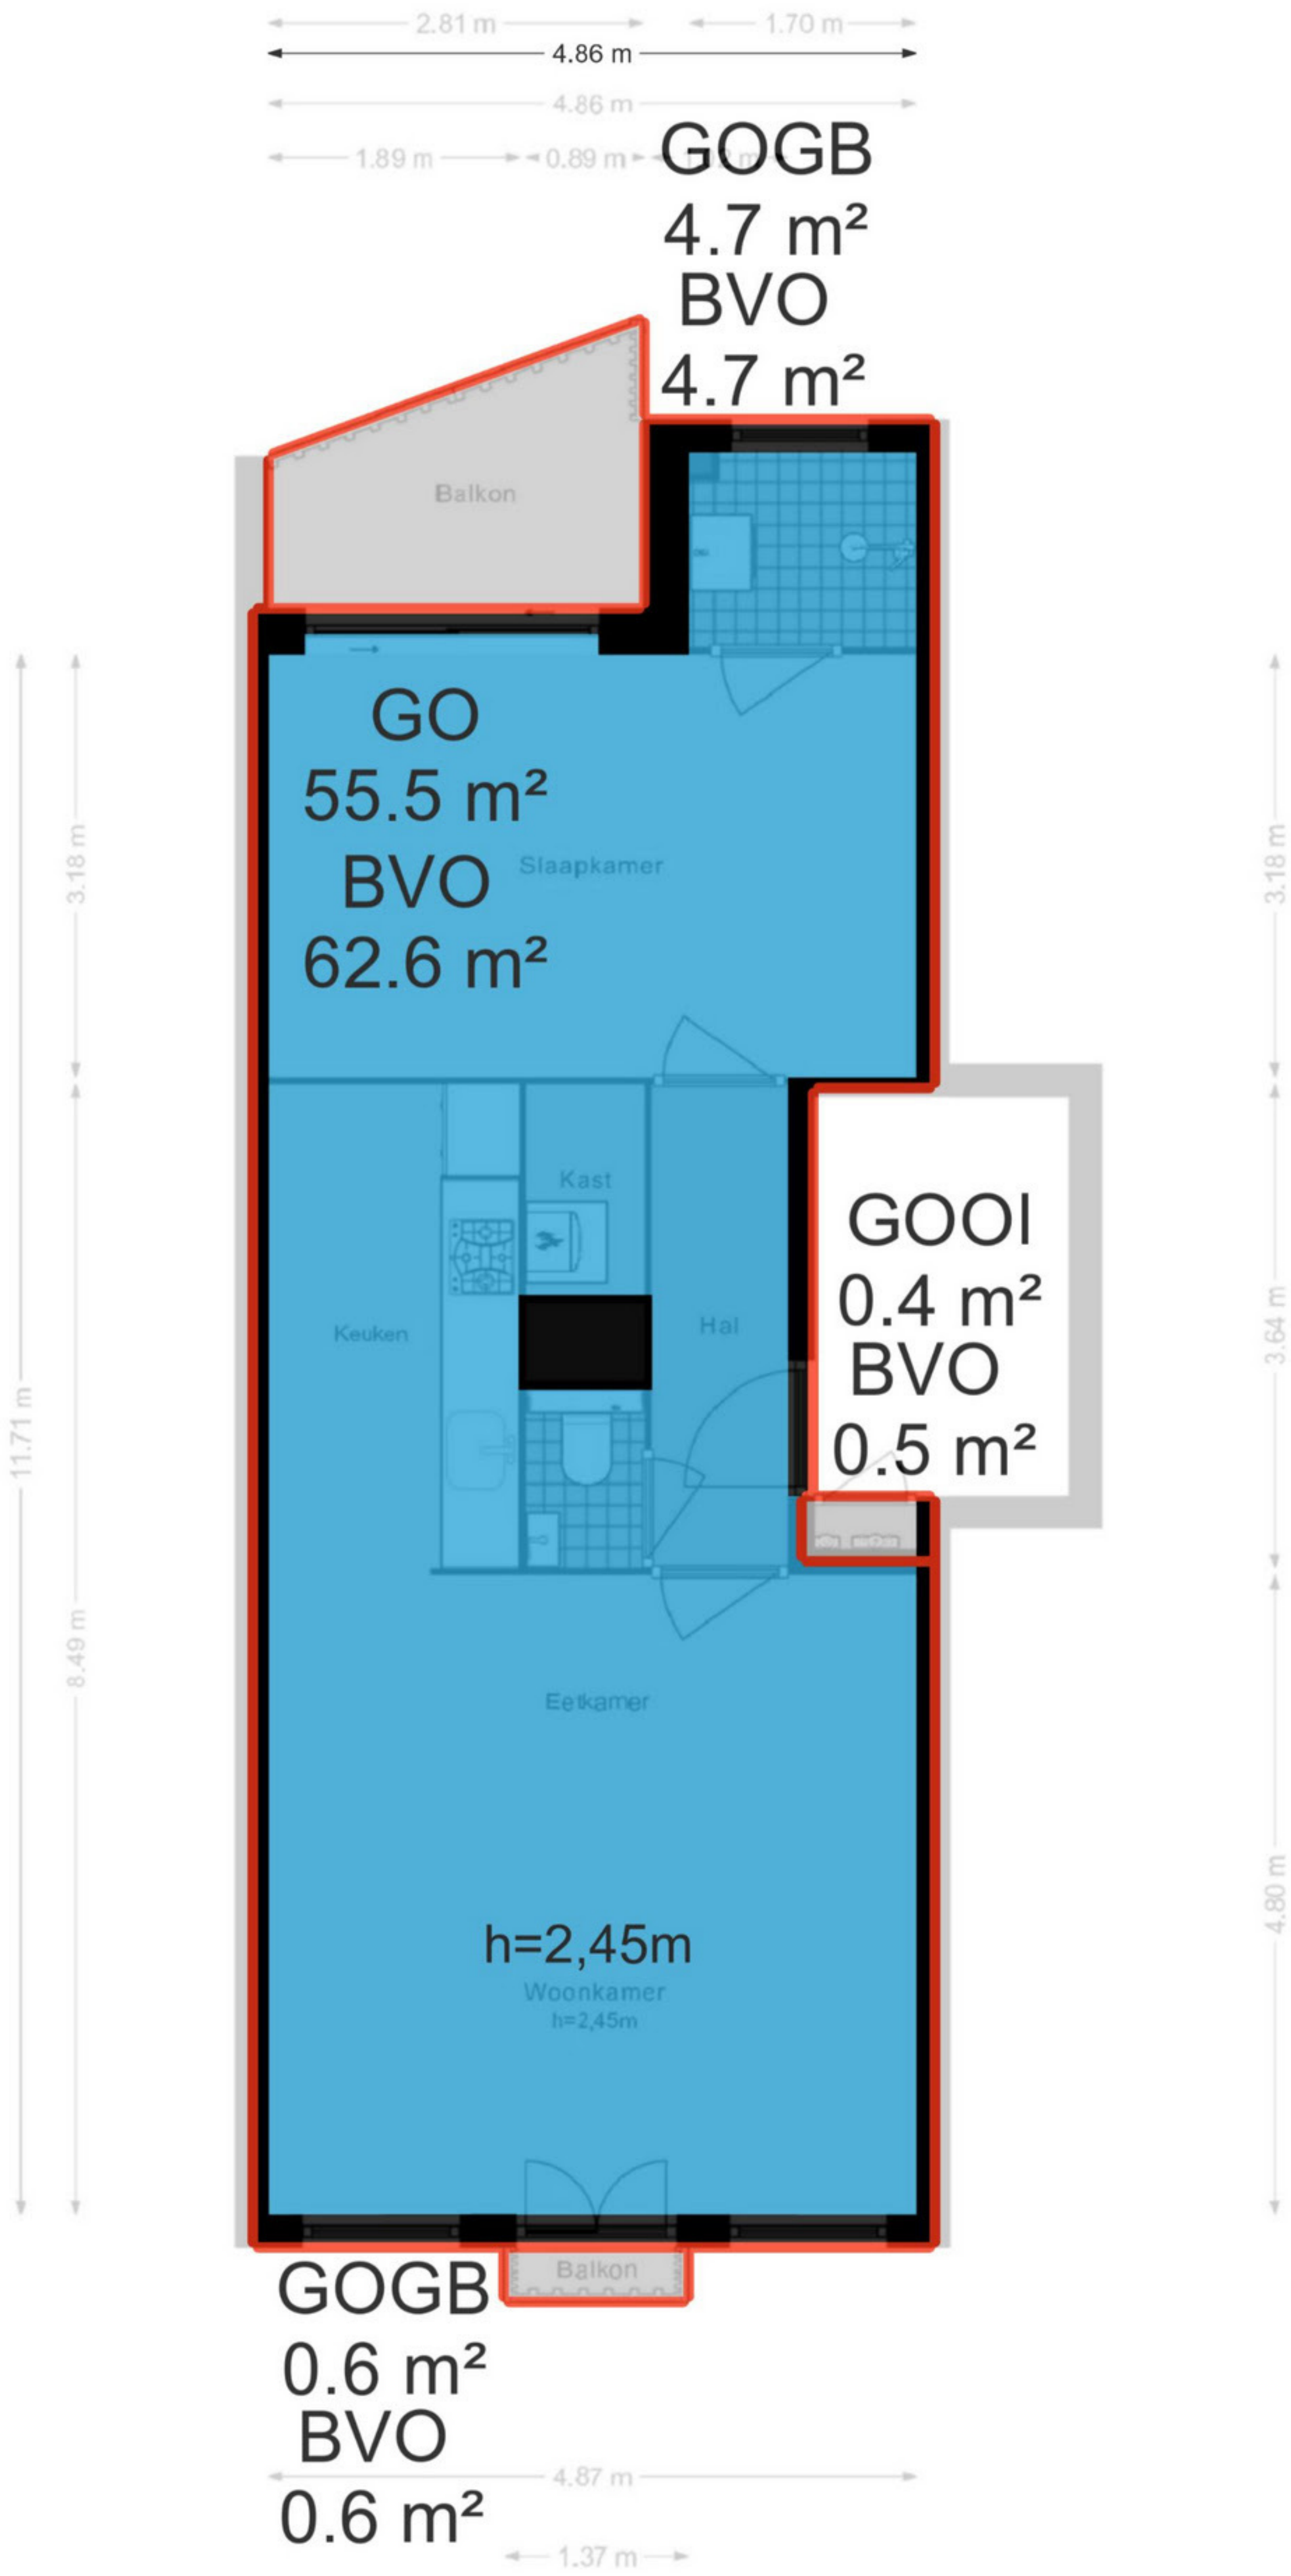 2.81 m
1.70 m
4.86 m
4.86 m
1.89 m
0.89 m
GOGB
4.7 m²
BVO
4.7 m²
Balkon
GO
55.5 m²
BVO
62.6 m²
Slaapkamer
3.18 m
3.18 m
Kast
GOOI
0.4 m²
BVO
0.5 m²
Keuken
Hal
3.64 m
11.71 m
8.49 m
Eetkamer
4.80 m
h=2,45m
Woonkamer
h=2,45m
Balkon
GOGB
0.6 m²
BVO
0.6 m²
4.87 m
1.37 m